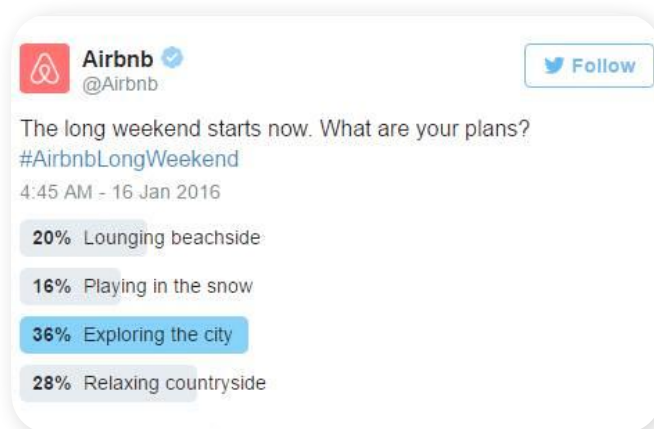 Airbnb
@Airbnb
Follow
The long weekend starts now. What are your plans?
#AirbnbLongWeekend
4:45 AM - 16 Jan 2016
20% Lounging beachside
16% Playing in the snow
36% Exploring the city
28% Relaxing countryside